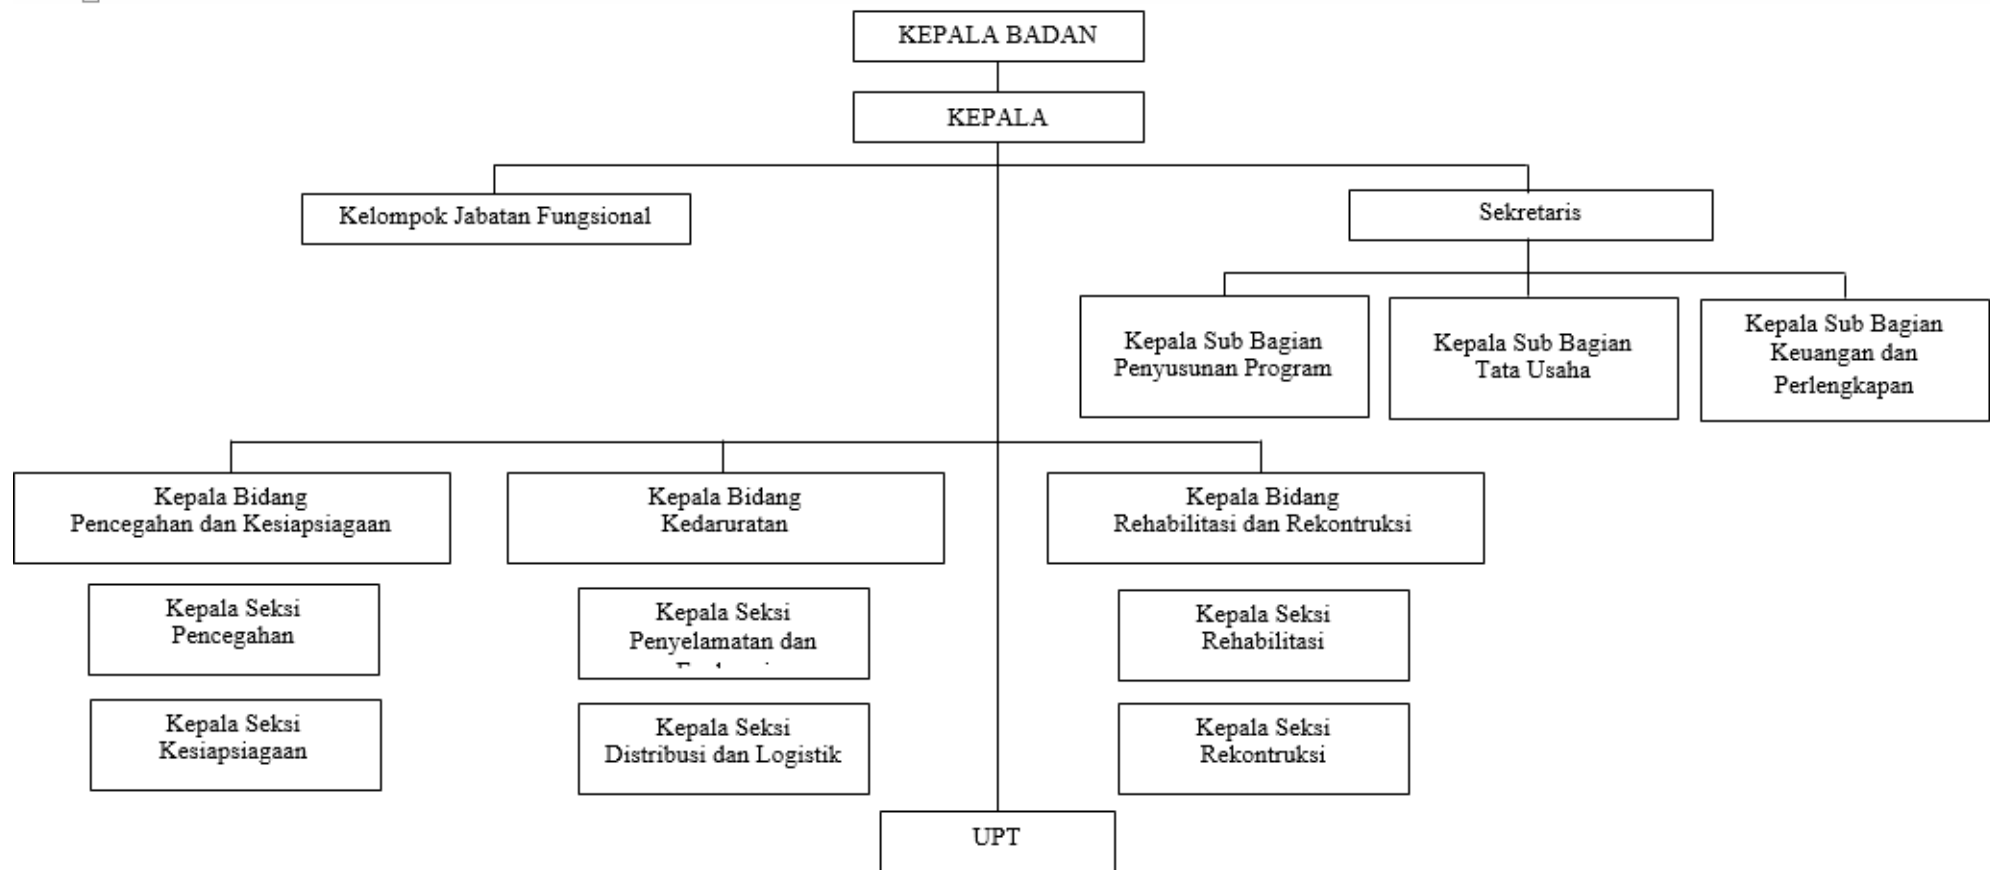 KEPALA BADAN
KEPALA
Kelompok Jabatan Fungsional
Sekretaris
Kepala Sub Bagian
Penyusunan Program
Kepala Sub Bagian
Tata Usaha
Kepala Sub Bagian
Keuangan dan
Perlengkapan
Kepala Bidang
Pencegahan dan Kesiapsiagaan
Kepala Bidang
Kedaruratan
Kepala Bidang
Rehabilitasi dan Rekontruksi
Kepala Seksi
Pencegahan
Kepala Seksi
Penyelamatan dan
Kepala Seksi
Rehabilitasi
Kepala Seksi
Kesiapsiagaan
Kepala Seksi
Distribusi dan Logistik
Kepala Seksi
Rekontruksi
UPT